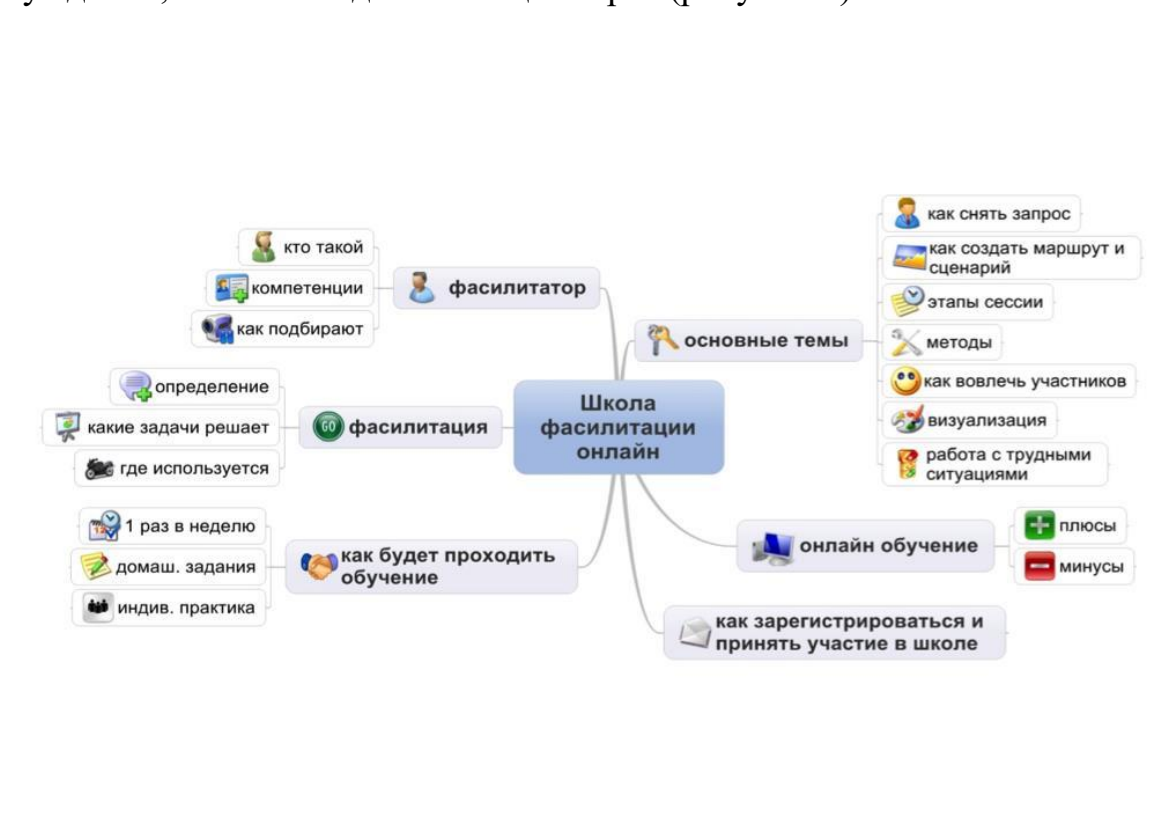 кто такой
компетенции
как подбирают
фасилитатор
определение
какие задачи решает
где используется
GO
фасилитация
1 раз в неделю
домаш. задания
индив. практика
как будет проходить
обучение
Школа
фасилитации
онлайн
основные темы
как снять запрос
как создать маршрут и
сценарий
этапы сессии
методы
как вовлечь участников
визуализация
работа с трудными
ситуациями
онлайн обучение
плюсы
минусы
как зарегистрироваться и
принять участие в школе